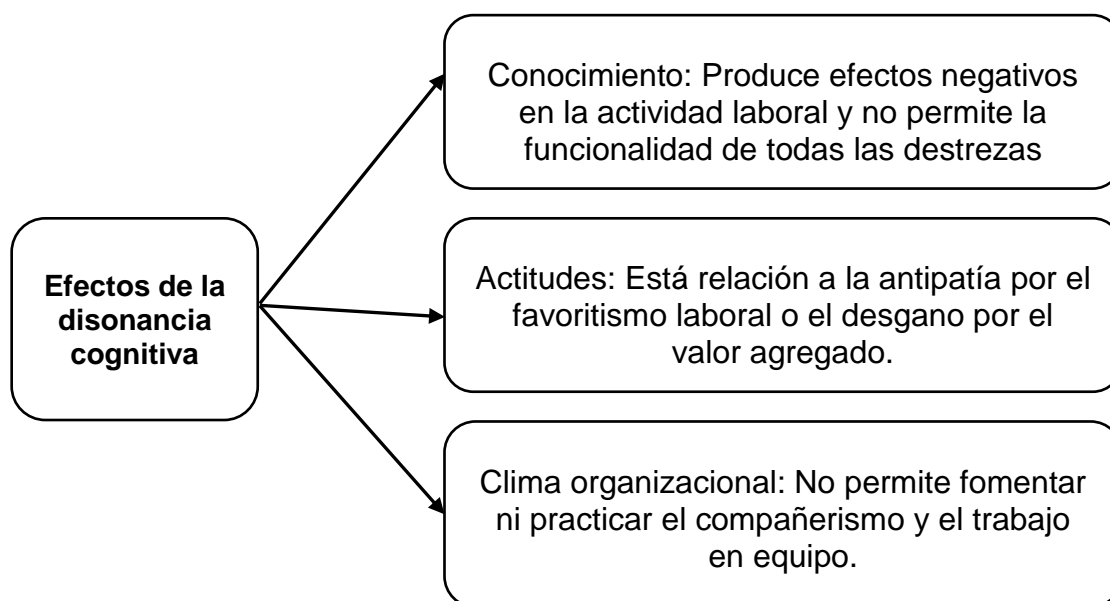 Efectos de la
disonancia
cognitiva
Conocimiento: Produce efectos negativos
en la actividad laboral y no permite la
funcionalidad de todas las destrezas
Actitudes: Está relación a la antipatía por el
favoritismo laboral o el desgano por el
valor agregado.
Clima organizacional: No permite fomentar
ni practicar el compañerismo y el trabajo
en equipo.